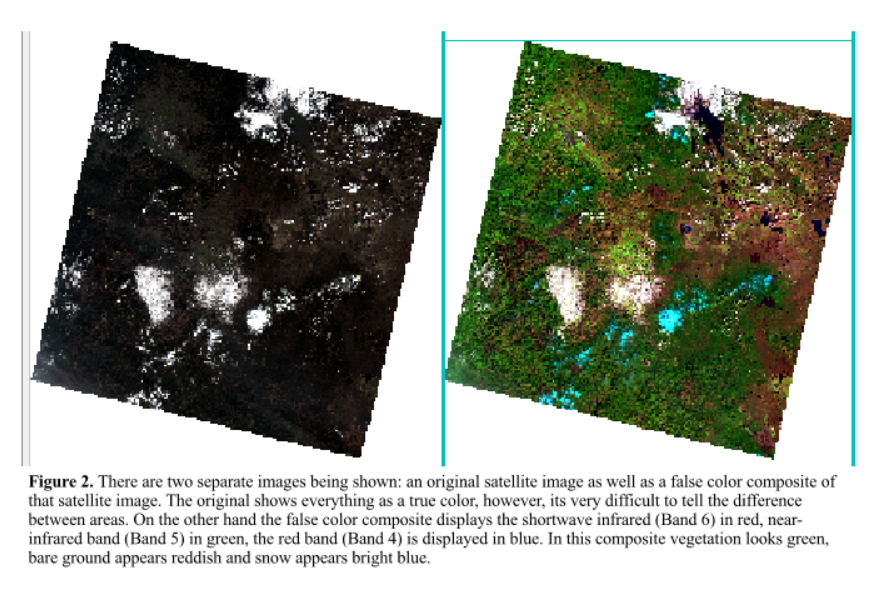 Figure 2. There are two separate images being shown: an original satellite image as well as a false color composite of
that satellite image. The original shows everything as a true color, however, its very difficult to tell the difference
between areas. On the other hand the false color composite displays the shortwave infrared (Band 6) in red, near-
infrared band (Band 5) in green, the red band (Band 4) is displayed in blue. In this composite vegetation looks green,
bare ground appears reddish and snow appears bright blue.